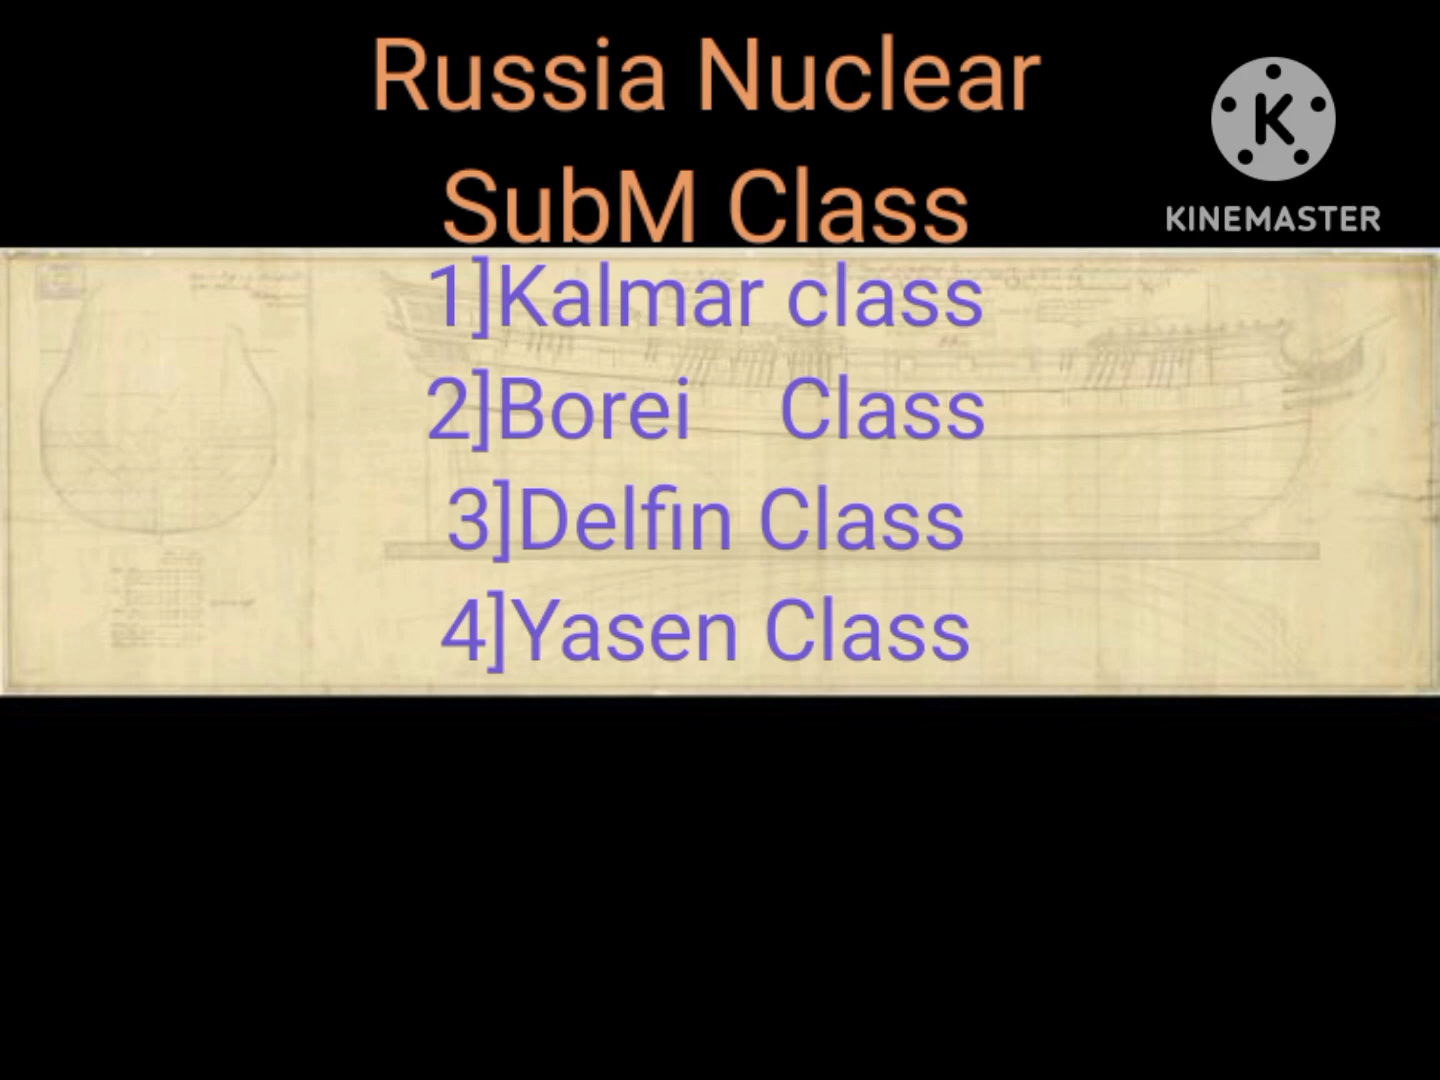 Russia Nuclear
SubM Class
K
KINEMASTER
1]Kalmar class
2]Borei Class
3]Delfin Class
4]Yasen Class